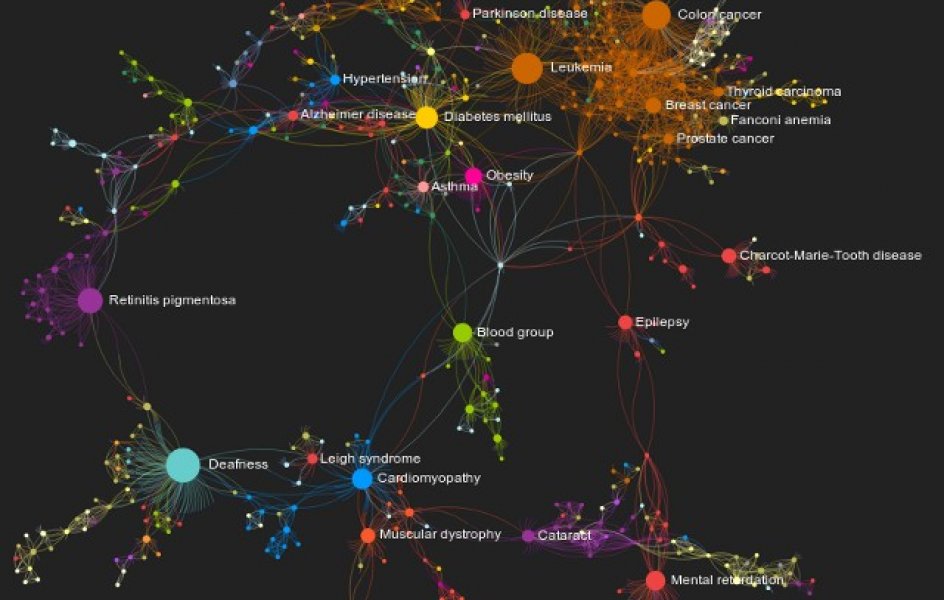 Parkinson disease
Colon cancer
Leukemia
Hypertension
Thyroid carcinoma
Breast cancer
Alzheimer disease
Diabetes mellitus
Fanconi anemia
Prostate cancer
Obesity
Asthma
Charcot-Marie-Tooth disease
Retinitis pigmentosa
Epilepsy
Blood group
Deafness
Leigh syndrome
Cardiomyopathy
Muscular dystrophy
Cataract
Mental retardation